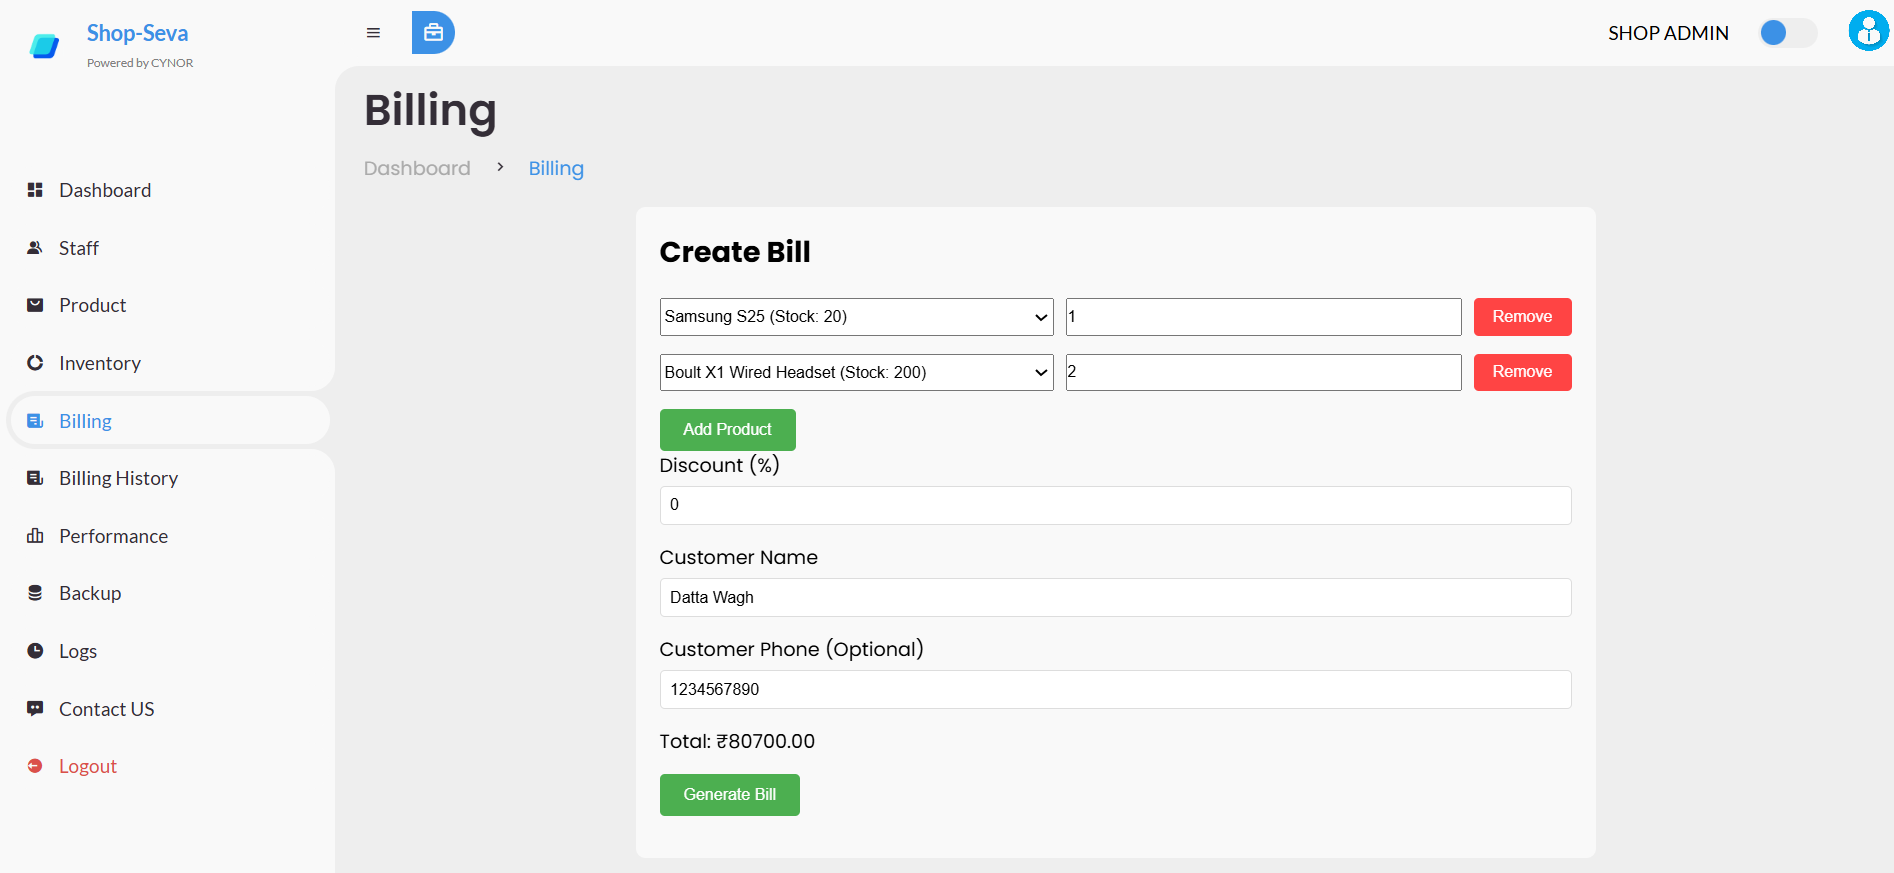 Shop-Seva
Powered by CYNOR
SHOP ADMIN
Dashboard
Staff
Product
Inventory
Billing
Billing History
Performance
Backup
Logs
Contact US
Logout
Billing
Dashboard > Billing
Create Bill
Samsung S25 (Stock: 20) 1 Remove
Boult X1 Wired Headset (Stock: 200) 2 Remove
Add Product
Discount (%)
0
Customer Name
Datta Wagh
Customer Phone (Optional)
1234567890
Total: ₹80700.00
Generate Bill